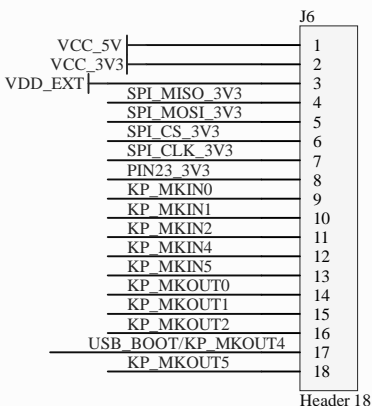 J6
VCC_5V 1
VCC_3V3 2
VDD_EXT 3
SPI_MISO_3V3 4
SPI_MOSI_3V3 5
SPI_CS_3V3 6
SPI_CLK_3V3 7
PIN23_3V3 8
KP_MKIN0 9
KP_MKIN1 10
KP_MKIN2 11
KP_MKIN4 12
KP_MKIN5 13
KP_MKOUT0 14
KP_MKOUT1 15
KP_MKOUT2 16
USB_BOOT/KP_MKOUT4 17
KP_MKOUT5 18
Header 18